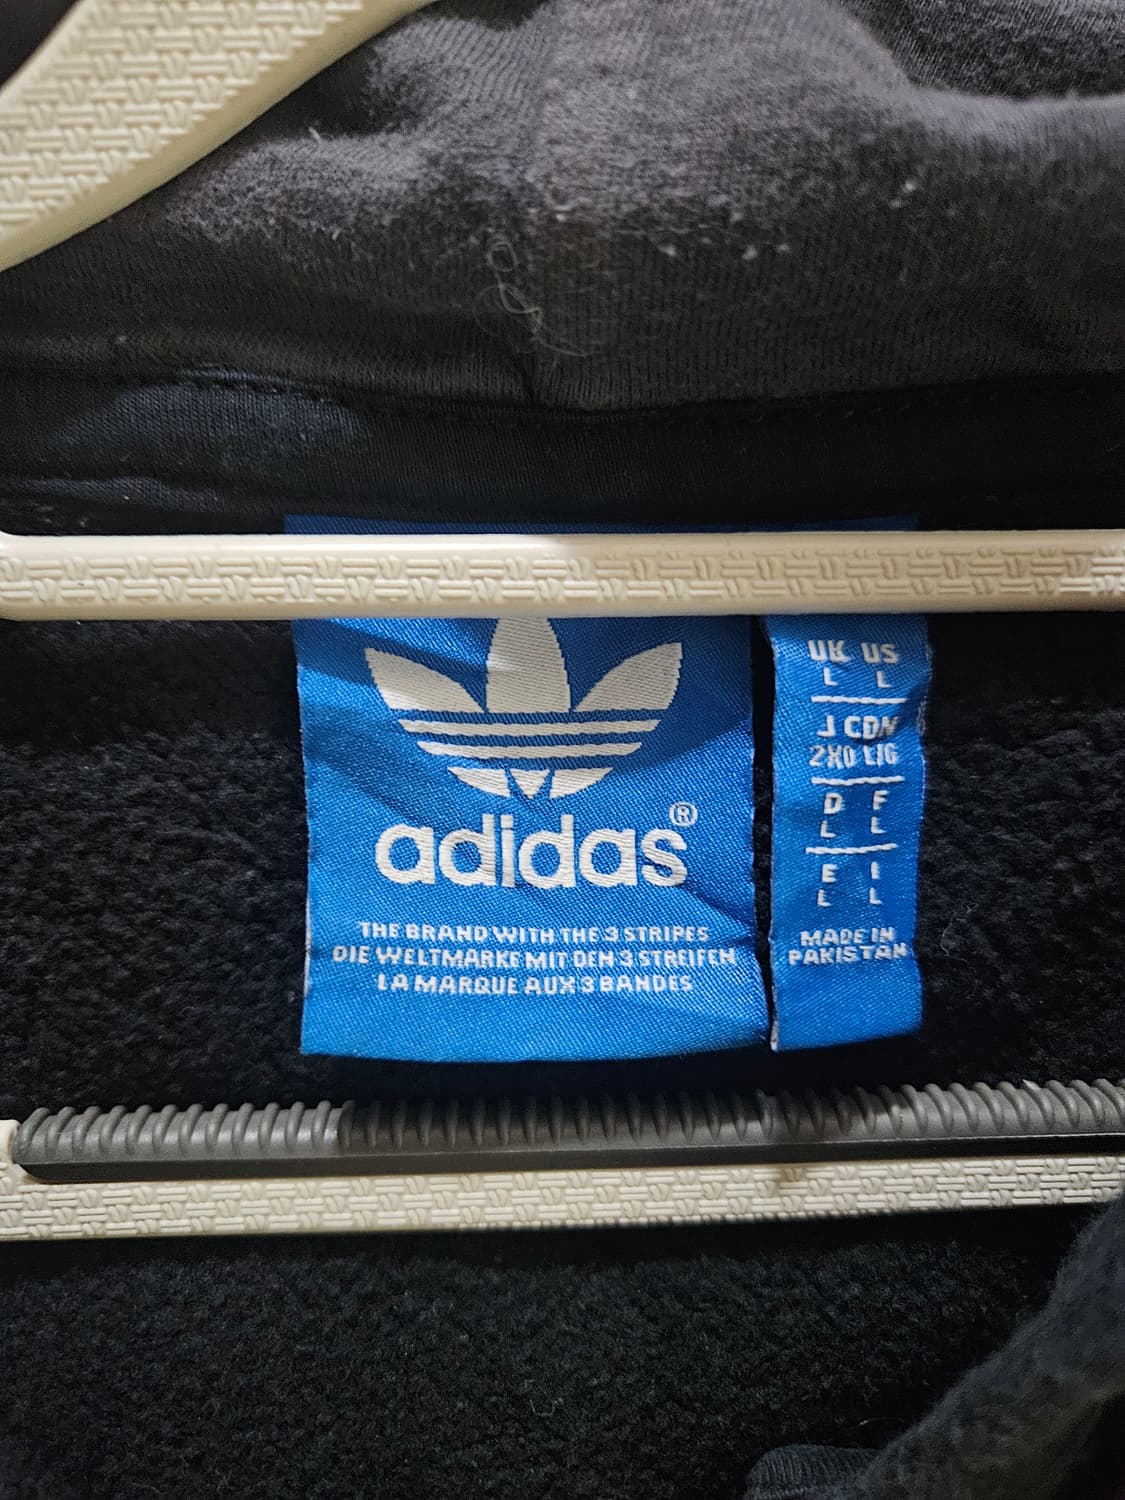 adidas®
THE BRAND WITH THE 3 STRIPES
DIE WELTMARKE MIT DEN 3 STREIFEN
LA MARQUE AUX 3 BANDES
UK US
L L
J CDN
2XO L/G
D F
L L
E I
L L
MADE IN
PAKISTAN